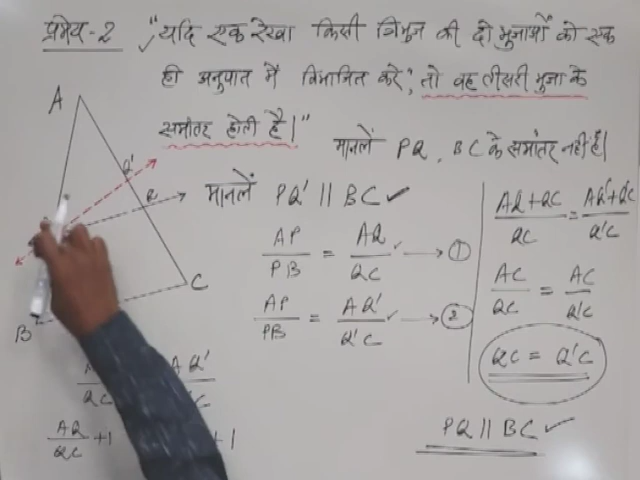 प्रमेय-2 "यदि एक रेखा किसी त्रिभुज की दो भुजाओं को एक
ही अनुपात में विभाजित करे, तो वह तीसरी भुजा के
समांतर होती है।"
मानलें PQ, BC के समांतर नहीं है।
A
Q'
Q
C
B
मानलें PQ' || BC ✓
AP/PB = AQ/QC ✓ → ①
AP/PB = AQ'/Q'C ✓ → ②
AQ'/Q'C
AQ/QC +1
+1
AQ+QC/QC = AQ'+Q'C/Q'C
AC/QC = AC/Q'C
QC = Q'C
PQ || BC ✓